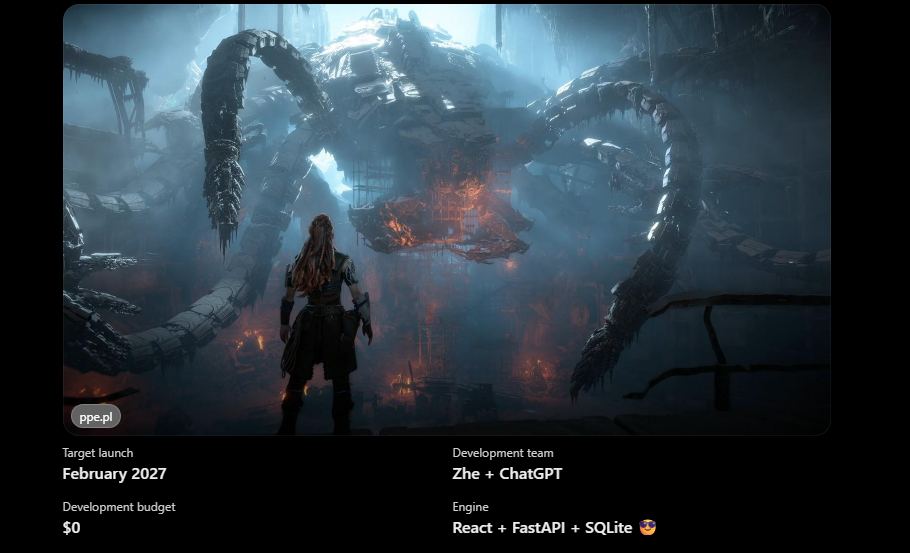 ppe.pl
Target launch
February 2027
Development team
Zhe + ChatGPT
Development budget
$0
Engine
React + FastAPI + SQLite 😎